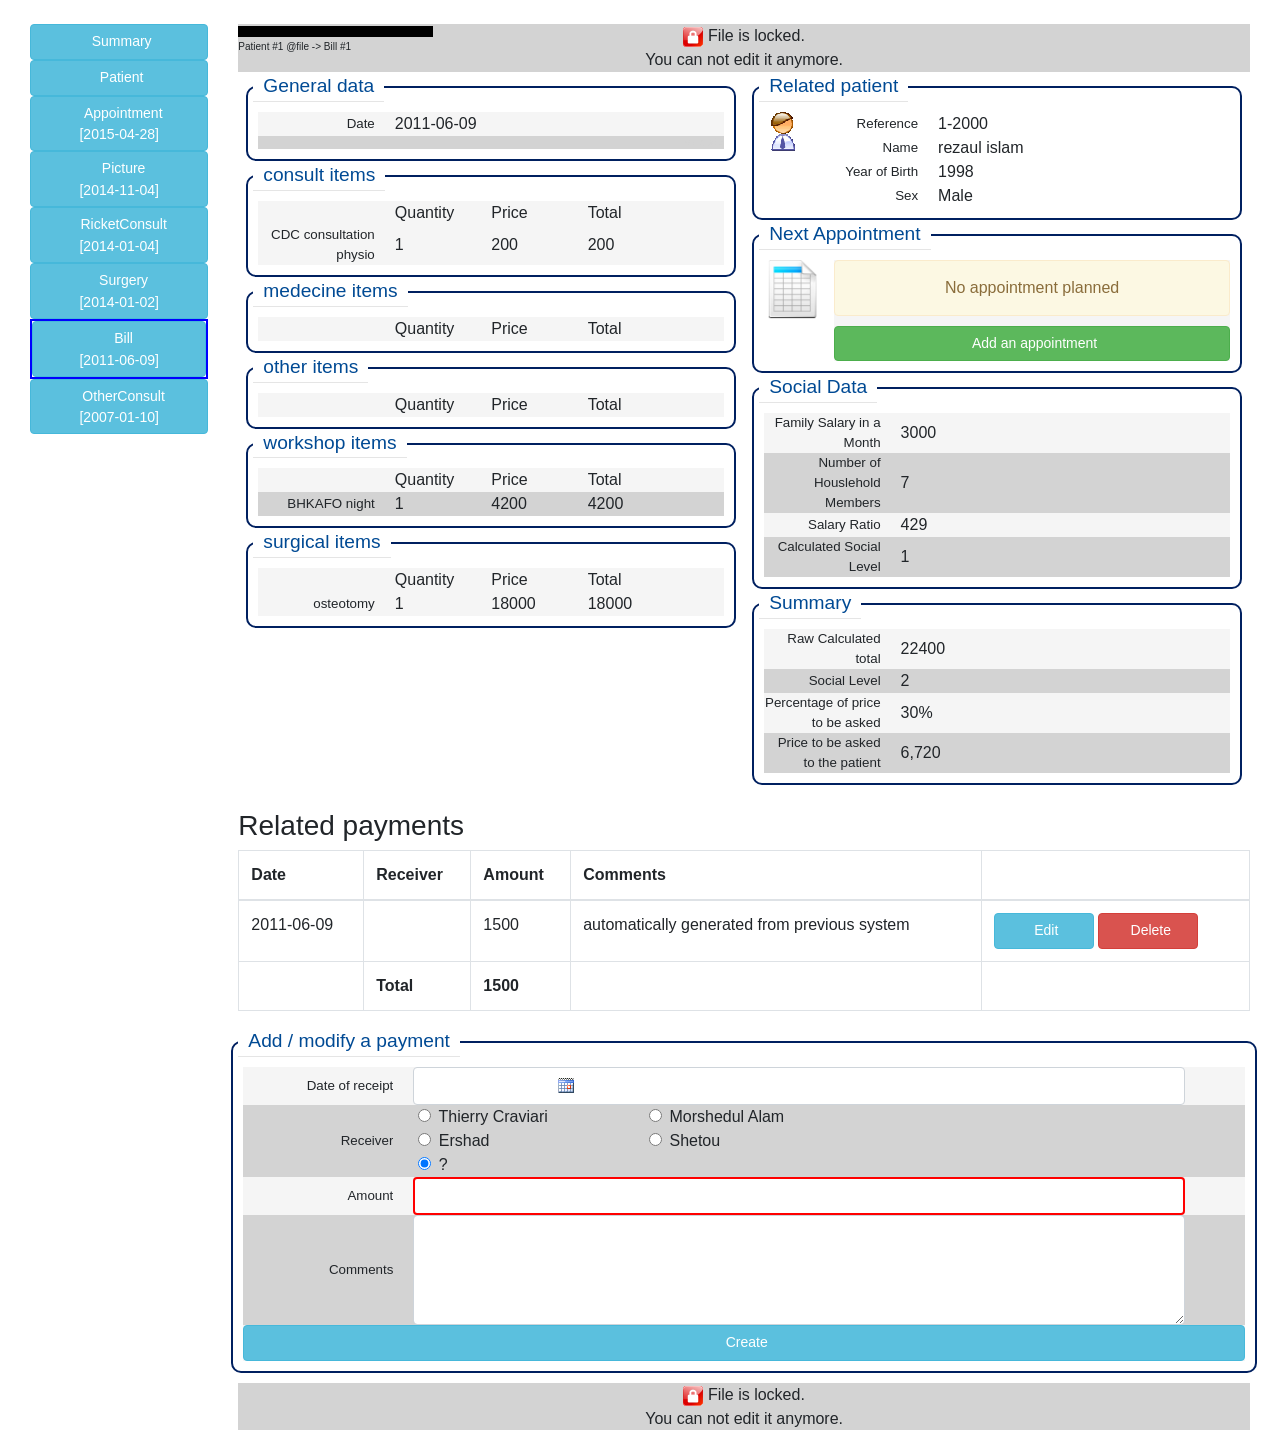 Summary
Patient
Appointment
[2015-04-28]
Picture
[2014-11-04]
RicketConsult
[2014-01-04]
Surgery
[2014-01-02]
Bill
[2011-06-09]
OtherConsult
[2007-01-10]
Patient #1 @file -> Bill #1
File is locked.
You can not edit it anymore.
General data
Date 2011-06-09
consult items
Quantity Price Total
CDC consultation
physio 1 200 200
medecine items
Quantity Price Total
other items
Quantity Price Total
workshop items
Quantity Price Total
BHKAFO night 1 4200 4200
surgical items
Quantity Price Total
osteotomy 1 18000 18000
Related patient
Reference 1-2000
Name rezaul islam
Year of Birth 1998
Sex Male
Next Appointment
No appointment planned
Add an appointment
Social Data
Family Salary in a
Month 3000
Number of
Houslehold 7
Members
Salary Ratio 429
Calculated Social
Level 1
Summary
Raw Calculated
total 22400
Social Level 2
Percentage of price
to be asked 30%
Price to be asked
to the patient 6,720
Related payments
Date Receiver Amount Comments
2011-06-09 1500 automatically generated from previous system Edit Delete
Total 1500
Add / modify a payment
Date of receipt
Receiver
Thierry Craviari Morshedul Alam
Ershad Shetou
?
Amount
Comments
Create
File is locked.
You can not edit it anymore.